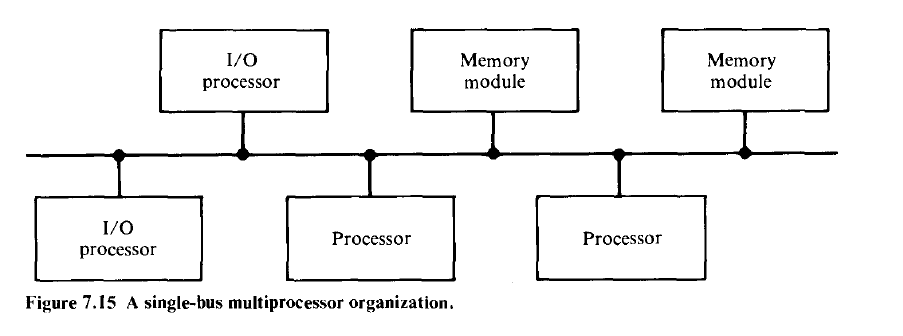 I/O
processor
Memory
module
Memory
module
I/O
processor
Processor
Processor
Figure 7.15 A single-bus multiprocessor organization.